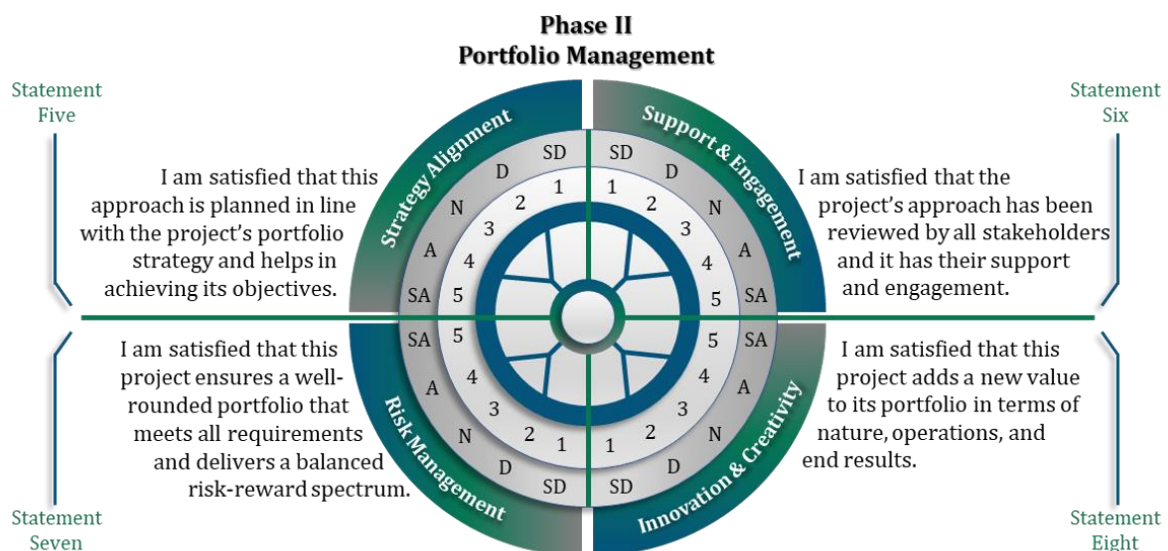 Phase II
Portfolio Management
Statement
Five
I am satisfied that this
approach is planned in line
with the project's portfolio
strategy and helps in
achieving its objectives.
Strategy Alignment
SD
D
N
A
SA
1
2
3
4
5
Support & Engagement
SD
D
N
A
SA
1
2
3
4
5
Statement
Six
I am satisfied that the
project's approach has been
reviewed by all stakeholders
and it has their support
and engagement.
I am satisfied that this
project ensures a well-
rounded portfolio that
meets all requirements
and delivers a balanced
risk-reward spectrum.
Statement
Seven
Risk Management
SA
A
N
D
SD
5
4
3
2
1
Innovation & Creativity
SA
A
N
D
SD
5
4
3
2
1
I am satisfied that this
project adds a new value
to its portfolio in terms of
nature, operations, and
end results.
Statement
Eight